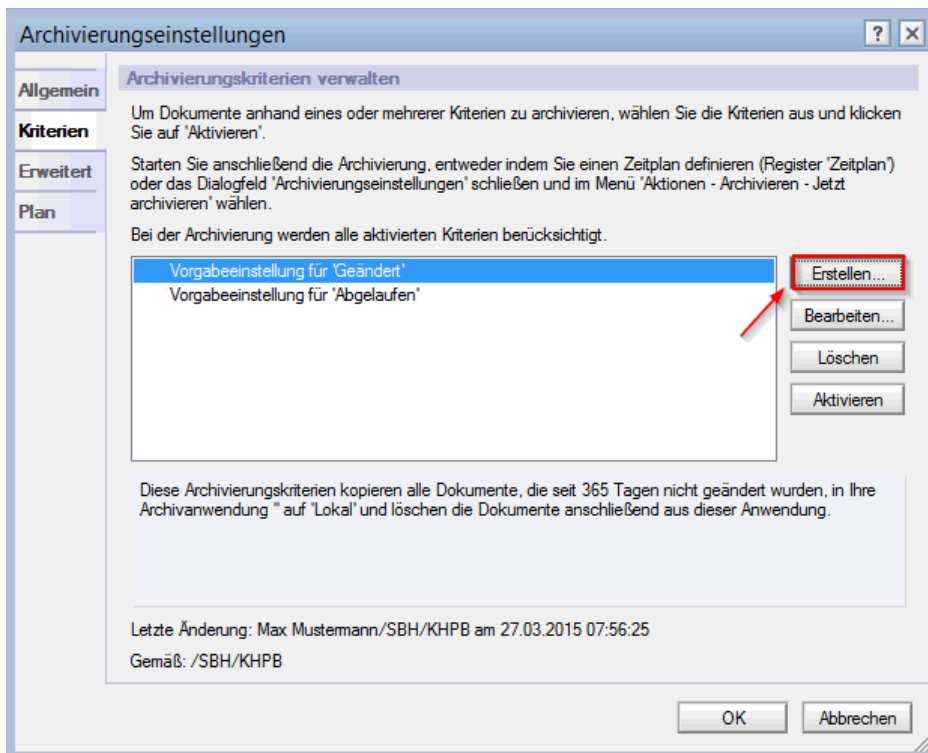 Archivierungseinstellungen
?
Allgemein
Kriterien
Erweitert
Plan
Archivierungskriterien verwalten
Um Dokumente anhand eines oder mehrerer Kriterien zu archivieren, wählen Sie die Kriterien aus und klicken
Sie auf 'Aktivieren'.
Starten Sie anschließend die Archivierung, entweder indem Sie einen Zeitplan definieren (Register 'Zeitplan')
oder das Dialogfeld 'Archivierungseinstellungen' schließen und im Menü 'Aktionen - Archivieren - Jetzt
archivieren' wählen.
Bei der Archivierung werden alle aktivierten Kriterien berücksichtigt.
Vorgabeeinstellung für 'Geändert'
Vorgabeeinstellung für 'Abgelaufen'
Erstellen...
Bearbeiten...
Löschen
Aktivieren
Diese Archivierungskriterien kopieren alle Dokumente, die seit 365 Tagen nicht geändert wurden, in Ihre
Archivanwendung '' auf 'Lokal' und löschen die Dokumente anschließend aus dieser Anwendung.
Letzte Änderung: Max Mustermann/SBH/KHPB am 27.03.2015 07:56:25
Gemäß: /SBH/KHPB
OK
Abbrechen